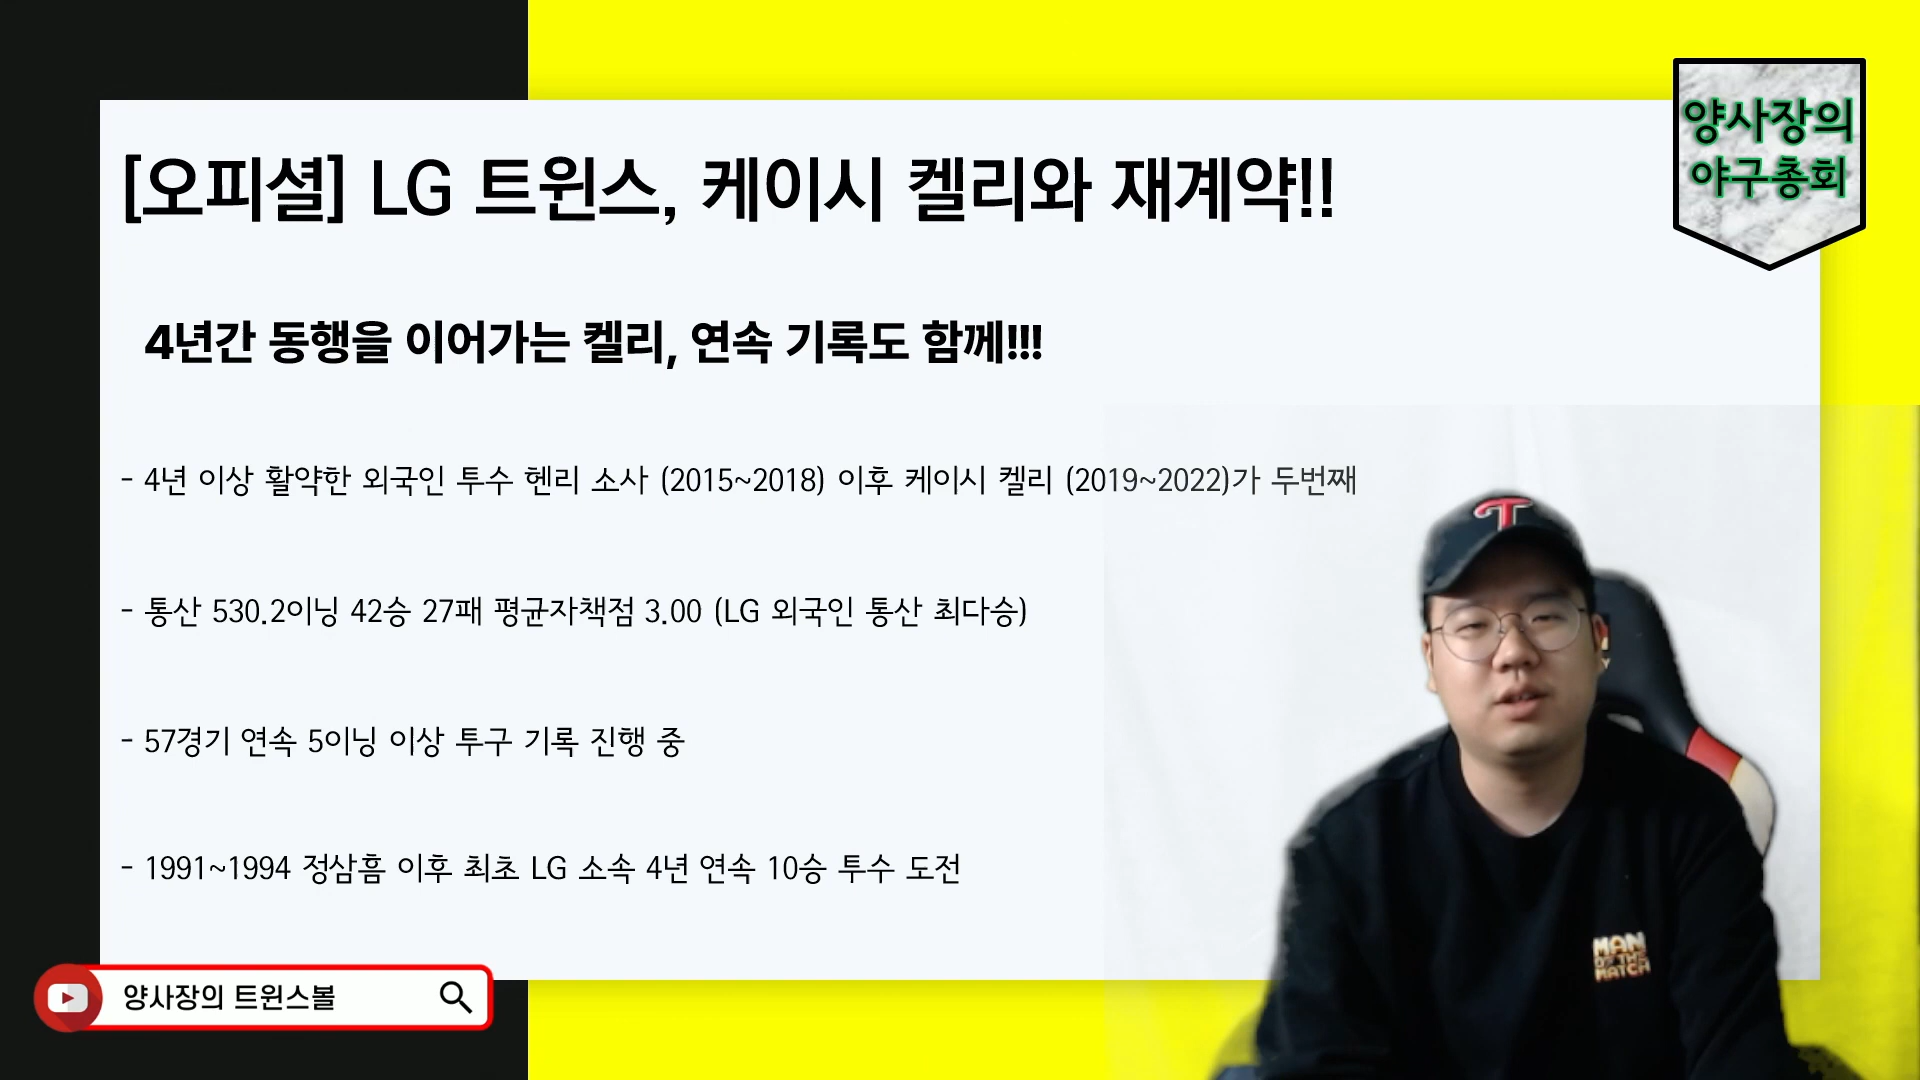 양사장의
야구총회
[오피셜] LG 트윈스, 케이시 켈리와 재계약!!
4년간 동행을 이어가는 켈리, 연속 기록도 함께!!!
- 4년 이상 활약한 외국인 투수 헨리 소사 (2015~2018) 이후 케이시 켈리 (2019~2022)가 두번째
- 통산 530.2이닝 42승 27패 평균자책점 3.00 (LG 외국인 통산 최다승)
- 57경기 연속 5이닝 이상 투구 기록 진행 중
- 1991~1994 정삼흠 이후 최초 LG 소속 4년 연속 10승 투수 도전
T
MAN
OF THE
MATCH
양사장의 트윈스볼